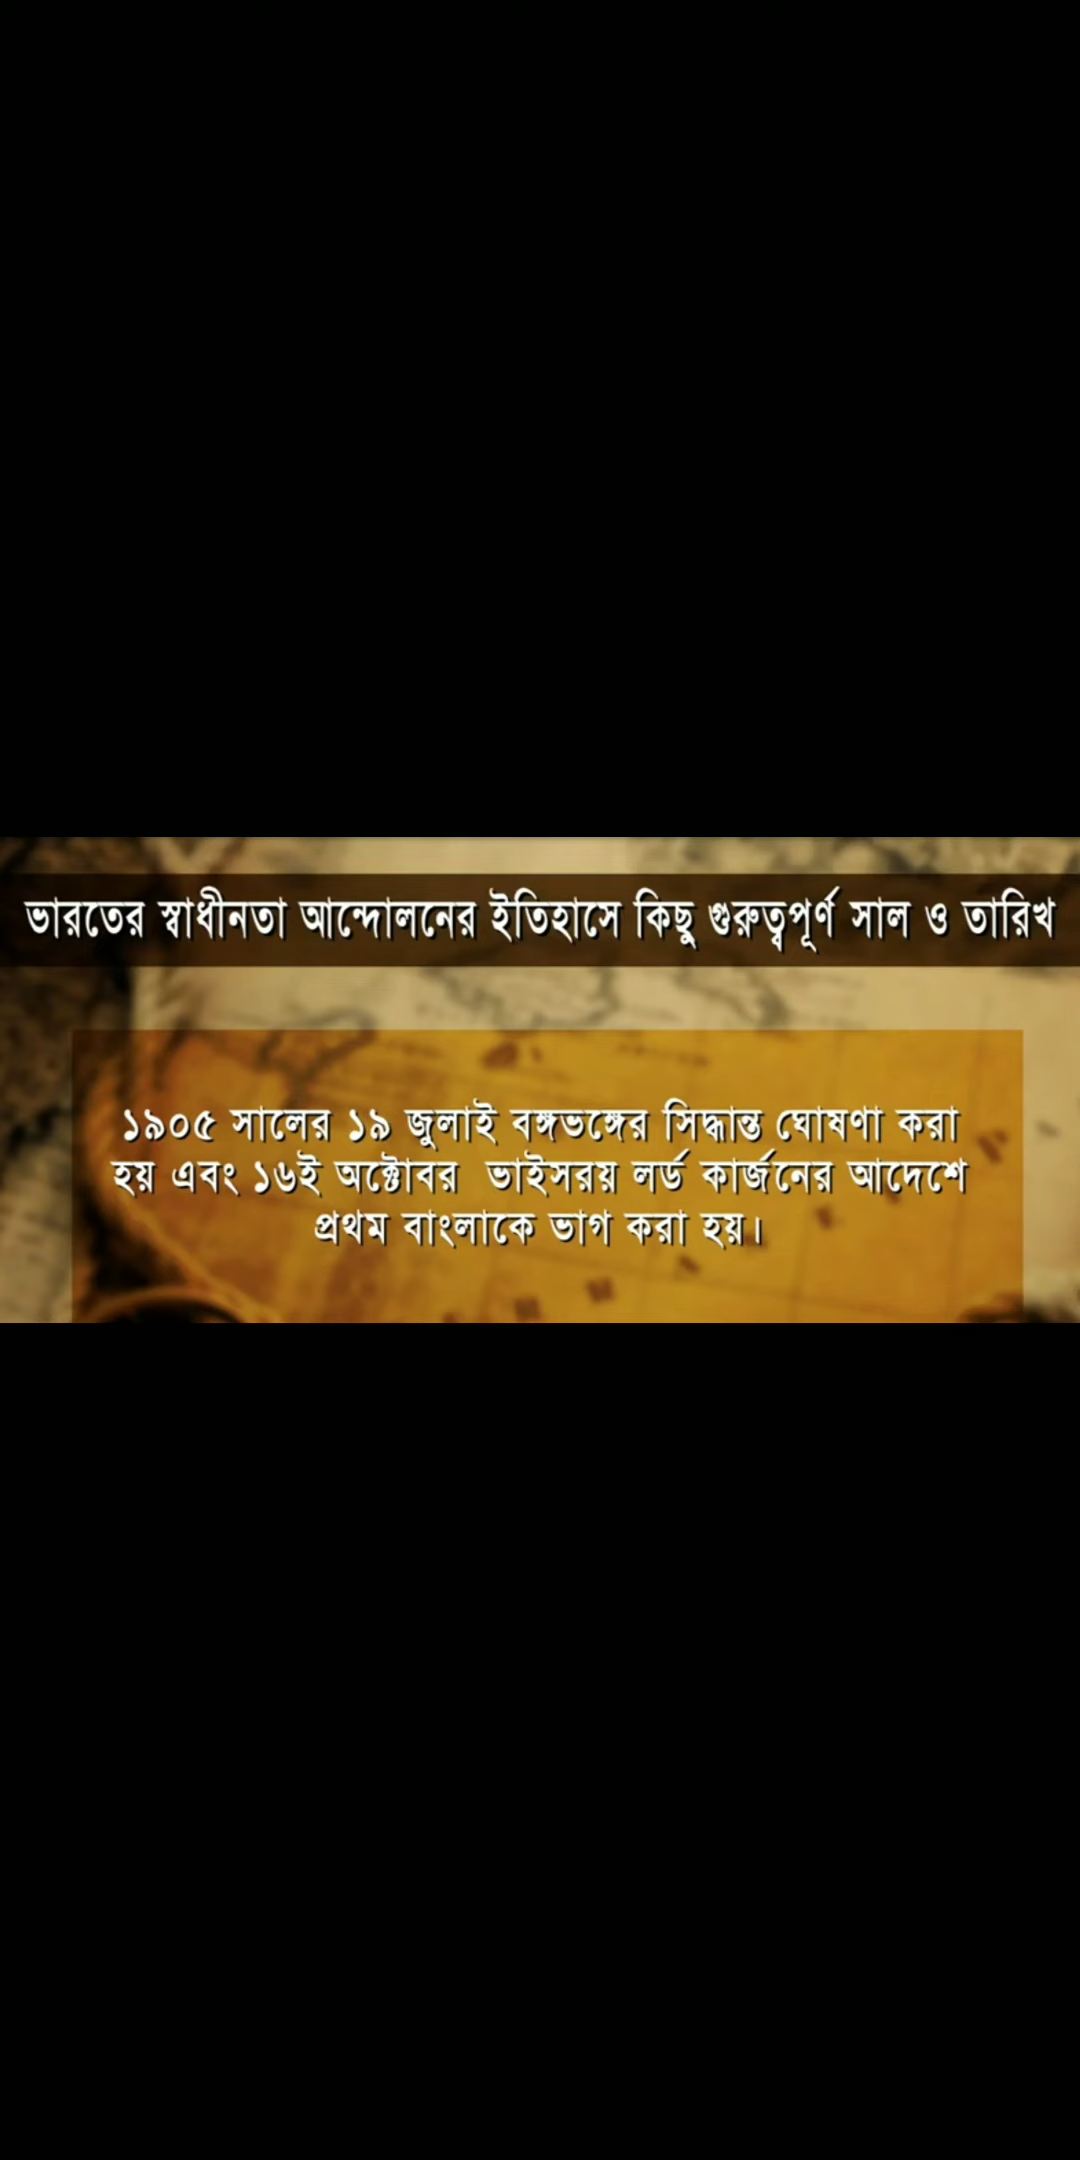 ভারতের স্বাধীনতা আন্দোলনের ইতিহাসে কিছু গুরুত্বপূর্ণ সাল ও তারিখ
১৯০৫ সালের ১৯ জুলাই বঙ্গভঙ্গের সিদ্ধান্ত ঘোষণা করা
হয় এবং ১৬ই অক্টোবর ভাইসরয় লর্ড কার্জনের আদেশে
প্রথম বাংলাকে ভাগ করা হয়।